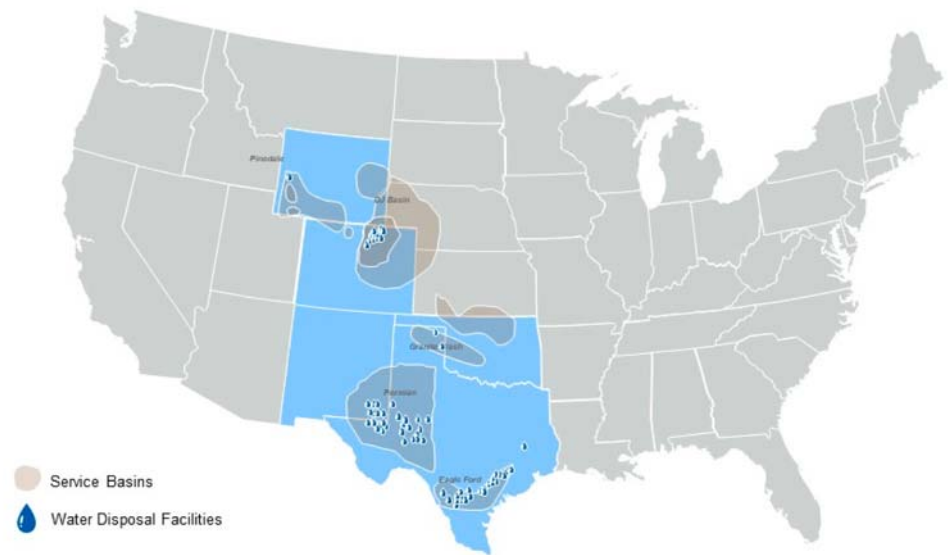 Pinedale
DJ Basin
Granite Wash
Permian
Eagle Ford
Service Basins
Water Disposal Facilities